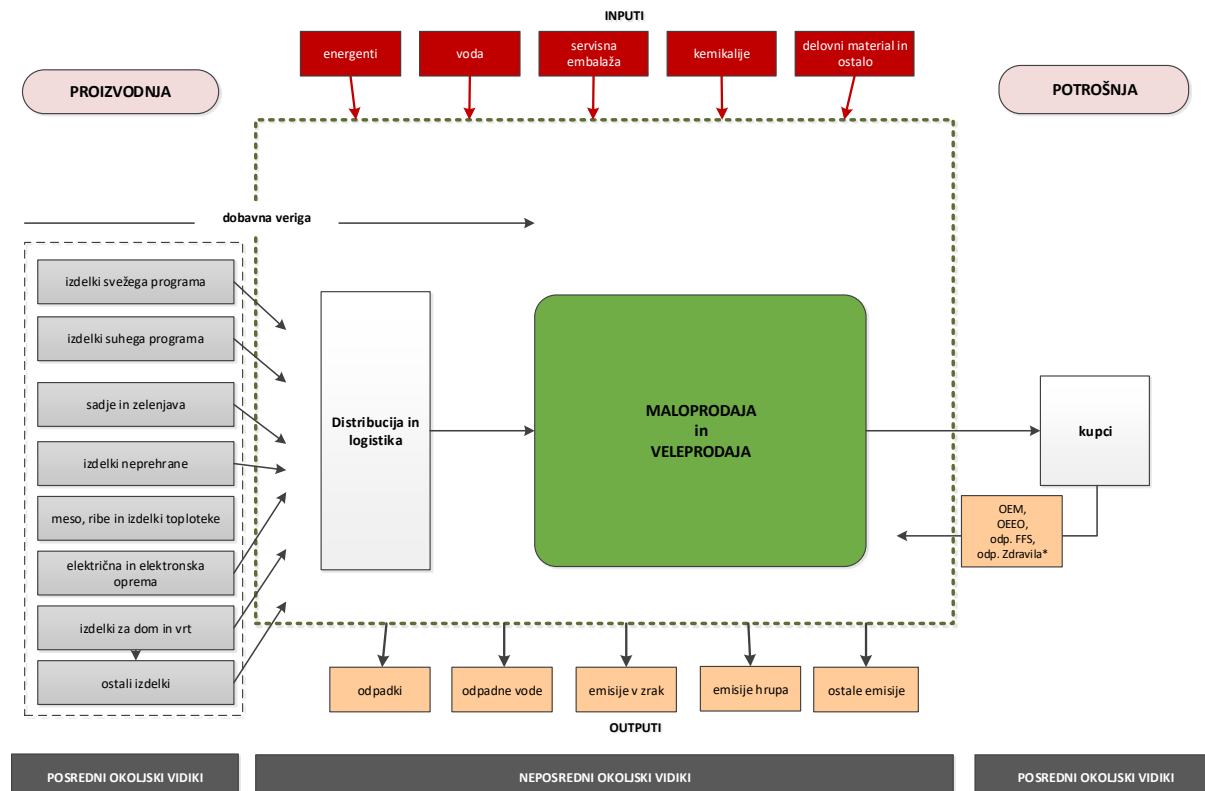 INPUTI
energenti
voda
servisna
embalaža
kemikalije
delovni material in
ostalo
PROIZVODNJA
POTROŠNJA
dobavna veriga
izdelki svežega programa
izdelki suhega programa
sadje in zelenjava
izdelki neprehrane
meso, ribe in izdelki toploteke
električna in elektronska
oprema
izdelki za dom in vrt
ostali izdelki
Distribucija in
logistika
MALOPRODAJA
in
VELEPRODAJA
kupci
OEM,
OEEO,
odp. FFS,
odp. Zdravila*
odpadki
odpadne vode
emisije v zrak
emisije hrupa
ostale emisije
OUTPUTI
POSREDNI OKOLJSKI VIDIKI
NEPOSREDNI OKOLJSKI VIDIKI
POSREDNI OKOLJSKI VIDIKI